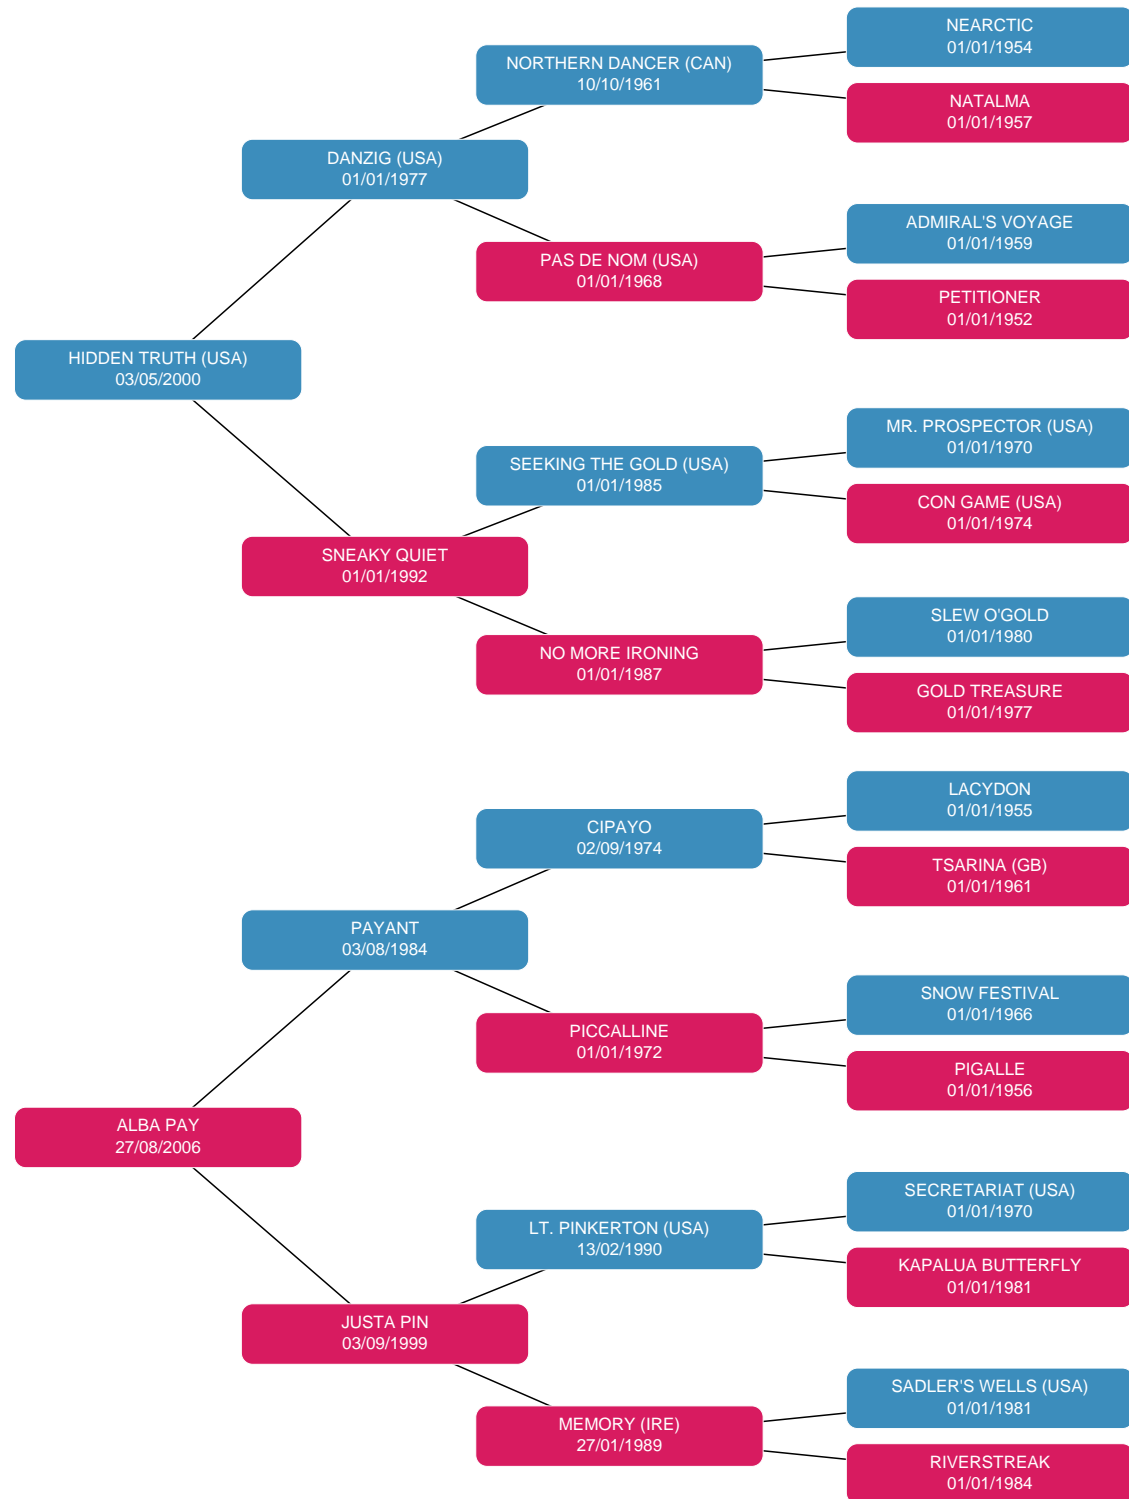 NEARCTIC
01/01/1954
NORTHERN DANCER (CAN)
10/10/1961
NATALMA
01/01/1957
DANZIG (USA)
01/01/1977
ADMIRAL'S VOYAGE
01/01/1959
PAS DE NOM (USA)
01/01/1968
PETITIONER
01/01/1952
HIDDEN TRUTH (USA)
03/05/2000
MR. PROSPECTOR (USA)
01/01/1970
SEEKING THE GOLD (USA)
01/01/1985
CON GAME (USA)
01/01/1974
SNEAKY QUIET
01/01/1992
SLEW O'GOLD
01/01/1980
NO MORE IRONING
01/01/1987
GOLD TREASURE
01/01/1977
LACYDON
01/01/1955
CIPAYO
02/09/1974
TSARINA (GB)
01/01/1961
PAYANT
03/08/1984
SNOW FESTIVAL
01/01/1966
PICCALLINE
01/01/1972
PIGALLE
01/01/1956
ALBA PAY
27/08/2006
SECRETARIAT (USA)
01/01/1970
LT. PINKERTON (USA)
13/02/1990
KAPALUA BUTTERFLY
01/01/1981
JUSTA PIN
03/09/1999
SADLER'S WELLS (USA)
01/01/1981
MEMORY (IRE)
27/01/1989
RIVERSTREAK
01/01/1984